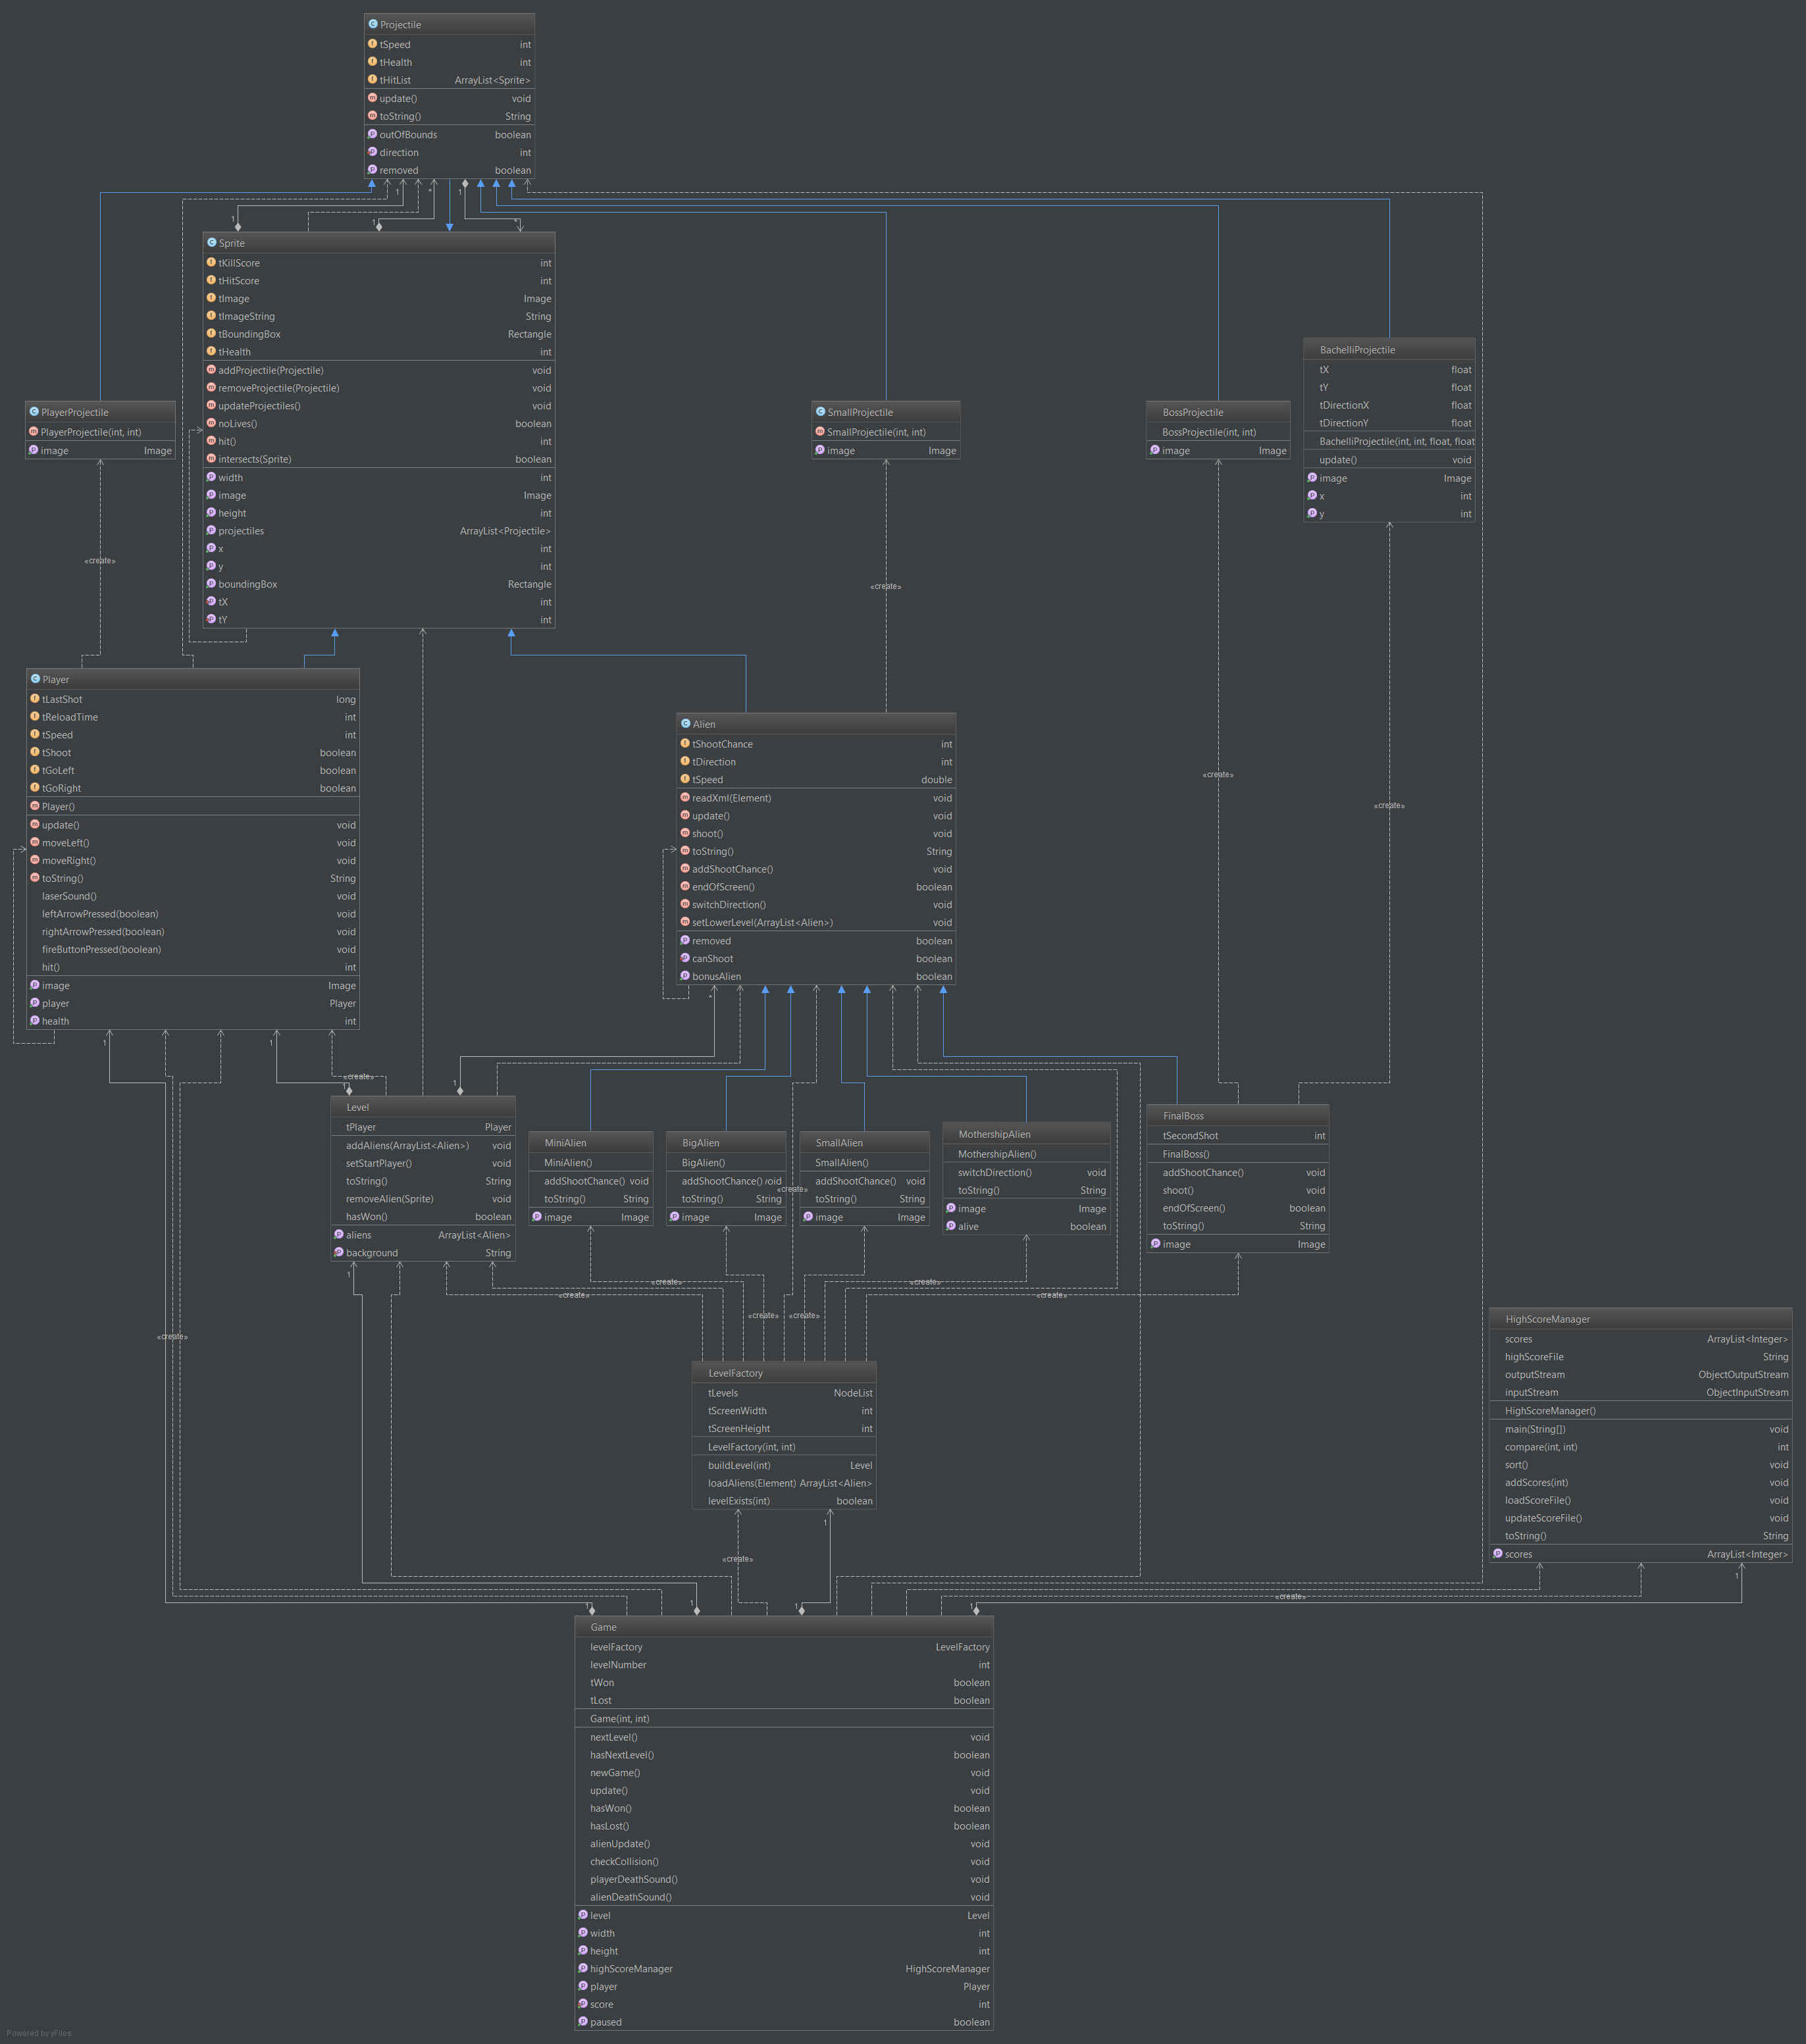 Projectile
tSpeed int
tHealth int
tHitList ArrayList<Sprite>
update() void
toString() String
outOfBounds boolean
direction int
removed boolean
1 * 1
1 1 *
Sprite
tKillScore int
tHitScore int
tImage Image
tImageString String
tBoundingBox Rectangle
tHealth int
addProjectile(Projectile) void
removeProjectile(Projectile) void
updateProjectiles() void
noLives() boolean
hit() int
intersects(Sprite) boolean
width int
image Image
height int
projectiles ArrayList<Projectile>
x int
y int
boundingBox Rectangle
tX int
tY int
BachelliProjectile
tX float
tY float
tDirectionX float
tDirectionY float
BachelliProjectile(int, int, float, float
update() void
image Image
x int
y int
PlayerProjectile
PlayerProjectile(int, int)
image Image
SmallProjectile
SmallProjectile(int, int)
image Image
BossProjectile
BossProjectile(int, int)
image Image
«create»
«create»
«create»
«create»
Player
tLastShot long
tReloadTime int
tSpeed int
tShoot boolean
tGoLeft boolean
tGoRight boolean
Player()
update() void
moveLeft() void
moveRight() void
toString() String
laserSound() void
leftArrowPressed(boolean) void
rightArrowPressed(boolean) void
fireButtonPressed(boolean) void
hit() int
image Image
player Player
health int
Alien
tShootChance int
tDirection int
tSpeed double
readXml(Element) void
update() void
shoot() void
toString() String
addShootChance() void
endOfScreen() boolean
switchDirection() void
setLowerLevel(ArrayList<Alien>) void
removed boolean
canShoot boolean
bonusAlien boolean
*
1 1
«create»
1 1
Level
tPlayer Player
addAliens(ArrayList<Alien>) void
setStartPlayer() void
toString() String
removeAlien(Sprite) void
hasWon() boolean
aliens ArrayList<Alien>
background String
MiniAlien
MiniAlien()
addShootChance() void
toString() String
image Image
BigAlien
BigAlien()
addShootChance() void
toString() String
image Image
«create»
SmallAlien
SmallAlien()
addShootChance() void
toString() String
image Image
MothershipAlien
MothershipAlien()
switchDirection() void
toString() String
image Image
alive boolean
FinalBoss
tSecondShot int
FinalBoss()
addShootChance() void
shoot() void
endOfScreen() boolean
toString() String
image Image
1
«create» «create»
«create» «create»
«create» «create»
«create»
LevelFactory
tLevels NodeList
tScreenWidth int
tScreenHeight int
LevelFactory(int, int)
buildLevel(int) Level
loadAliens(Element) ArrayList<Alien>
levelExists(int) boolean
HighScoreManager
scores ArrayList<Integer>
highScoreFile String
outputStream ObjectOutputStream
inputStream ObjectInputStream
HighScoreManager()
main(String[]) void
compare(int, int) int
sort() void
addScores(int) void
loadScoreFile() void
updateScoreFile() void
toString() String
scores ArrayList<Integer>
1
«create»
1
«create»
1 1 1 1
Game
levelFactory LevelFactory
levelNumber int
tWon boolean
tLost boolean
Game(int, int)
nextLevel() void
hasNextLevel() boolean
newGame() void
update() void
hasWon() boolean
hasLost() boolean
alienUpdate() void
checkCollision() void
playerDeathSound() void
alienDeathSound() void
level Level
width int
height int
highScoreManager HighScoreManager
player Player
score int
paused boolean
Powered by yFiles